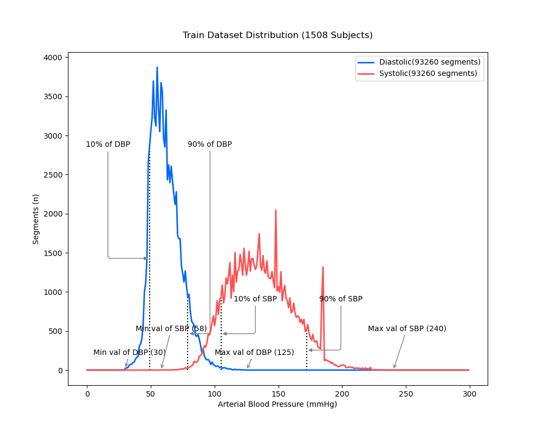 Train Dataset Distribution (1508 Subjects)
Diastolic(93260 segments)
Systolic(93260 segments)
4000
3500
3000
2500
2000
1500
1000
500
0
Segments (n)
10% of DBP
90% of DBP
10% of SBP
90% of SBP
Min val of SBP (58)
Max val of SBP (240)
Min val of DBP (30)
Max val of DBP (125)
0
50
100
150
200
250
300
Arterial Blood Pressure (mmHg)